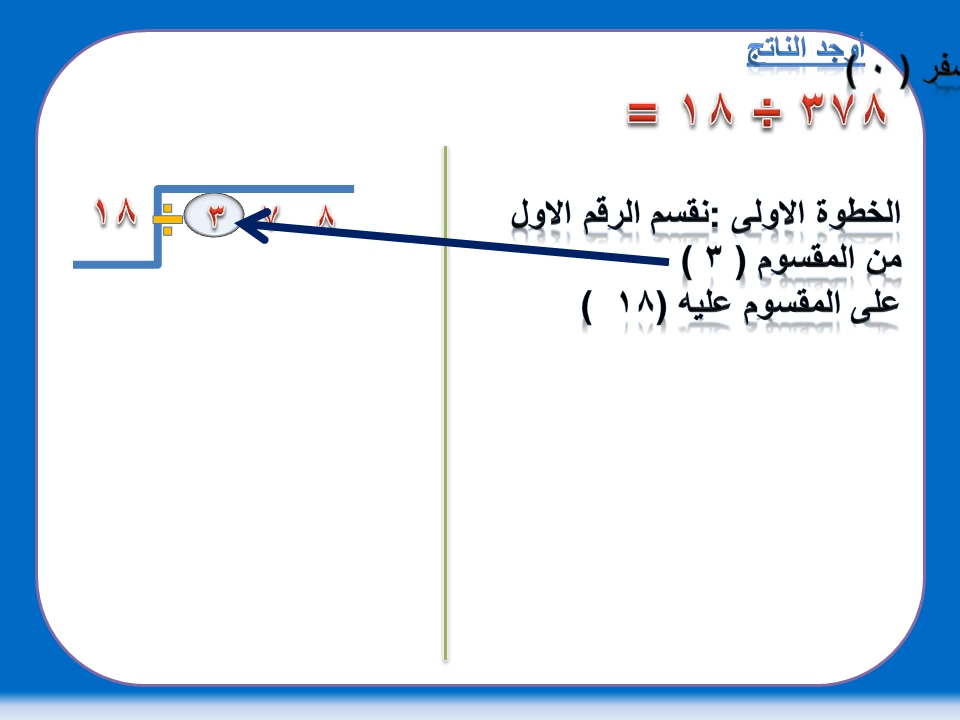 أوجد الناتج
( ٠ )
٣٧٨ ÷ ١٨ =
الخطوة الاولى :نقسم الرقم الاول
من المقسوم ( ٣ )
على المقسوم عليه (١٨ )
١٨ ÷ ٣ ٧ ٨